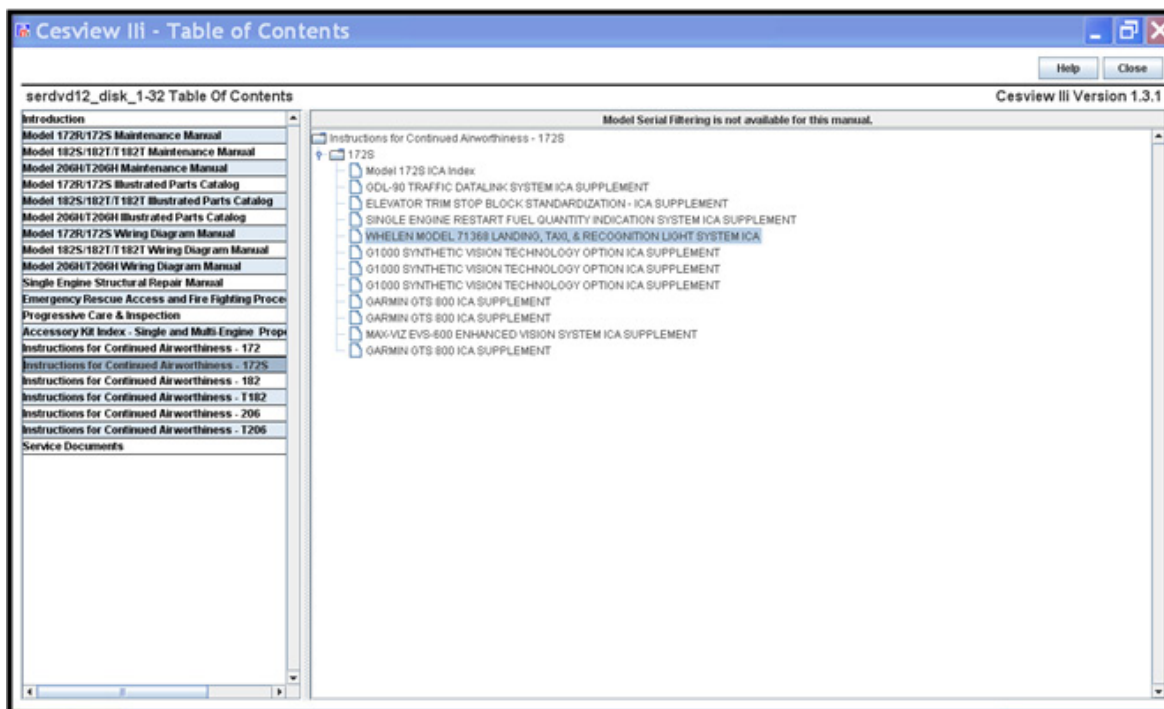 Cesview IIi - Table of Contents
Help Close
serdvd12_disk_1-32 Table Of Contents
Cesview IIi Version 1.3.1
Introduction
Model 172R/172S Maintenance Manual
Model 182S/182T/T182T Maintenance Manual
Model 206H/T206H Maintenance Manual
Model 172R/172S Illustrated Parts Catalog
Model 182S/182T/T182T Illustrated Parts Catalog
Model 206H/T206H Illustrated Parts Catalog
Model 172R/172S Wiring Diagram Manual
Model 182S/182T/T182T Wiring Diagram Manual
Model 206H/T206H Wiring Diagram Manual
Single Engine Structural Repair Manual
Emergency Rescue Access and Fire Fighting Proce
Progressive Care & Inspection
Accessory Kit Index - Single and Multi-Engine Prop
Instructions for Continued Airworthiness - 172
Instructions for Continued Airworthiness - 172S
Instructions for Continued Airworthiness - 182
Instructions for Continued Airworthiness - T182
Instructions for Continued Airworthiness - 206
Instructions for Continued Airworthiness - T206
Service Documents
Model Serial Filtering is not available for this manual.
Instructions for Continued Airworthiness - 172S
172S
Model 172S ICA Index
GDL-90 TRAFFIC DATALINK SYSTEM ICA SUPPLEMENT
ELEVATOR TRIM STOP BLOCK STANDARDIZATION - ICA SUPPLEMENT
SINGLE ENGINE RESTART FUEL QUANTITY INDICATION SYSTEM ICA SUPPLEMENT
WHELEN MODEL 71368 LANDING, TAXI, & RECOGNITION LIGHT SYSTEM ICA
G1000 SYNTHETIC VISION TECHNOLOGY OPTION ICA SUPPLEMENT
G1000 SYNTHETIC VISION TECHNOLOGY OPTION ICA SUPPLEMENT
G1000 SYNTHETIC VISION TECHNOLOGY OPTION ICA SUPPLEMENT
GARMIN GTS 800 ICA SUPPLEMENT
GARMIN GTS 800 ICA SUPPLEMENT
MAX-VIZ EVS-600 ENHANCED VISION SYSTEM ICA SUPPLEMENT
GARMIN GTS 800 ICA SUPPLEMENT